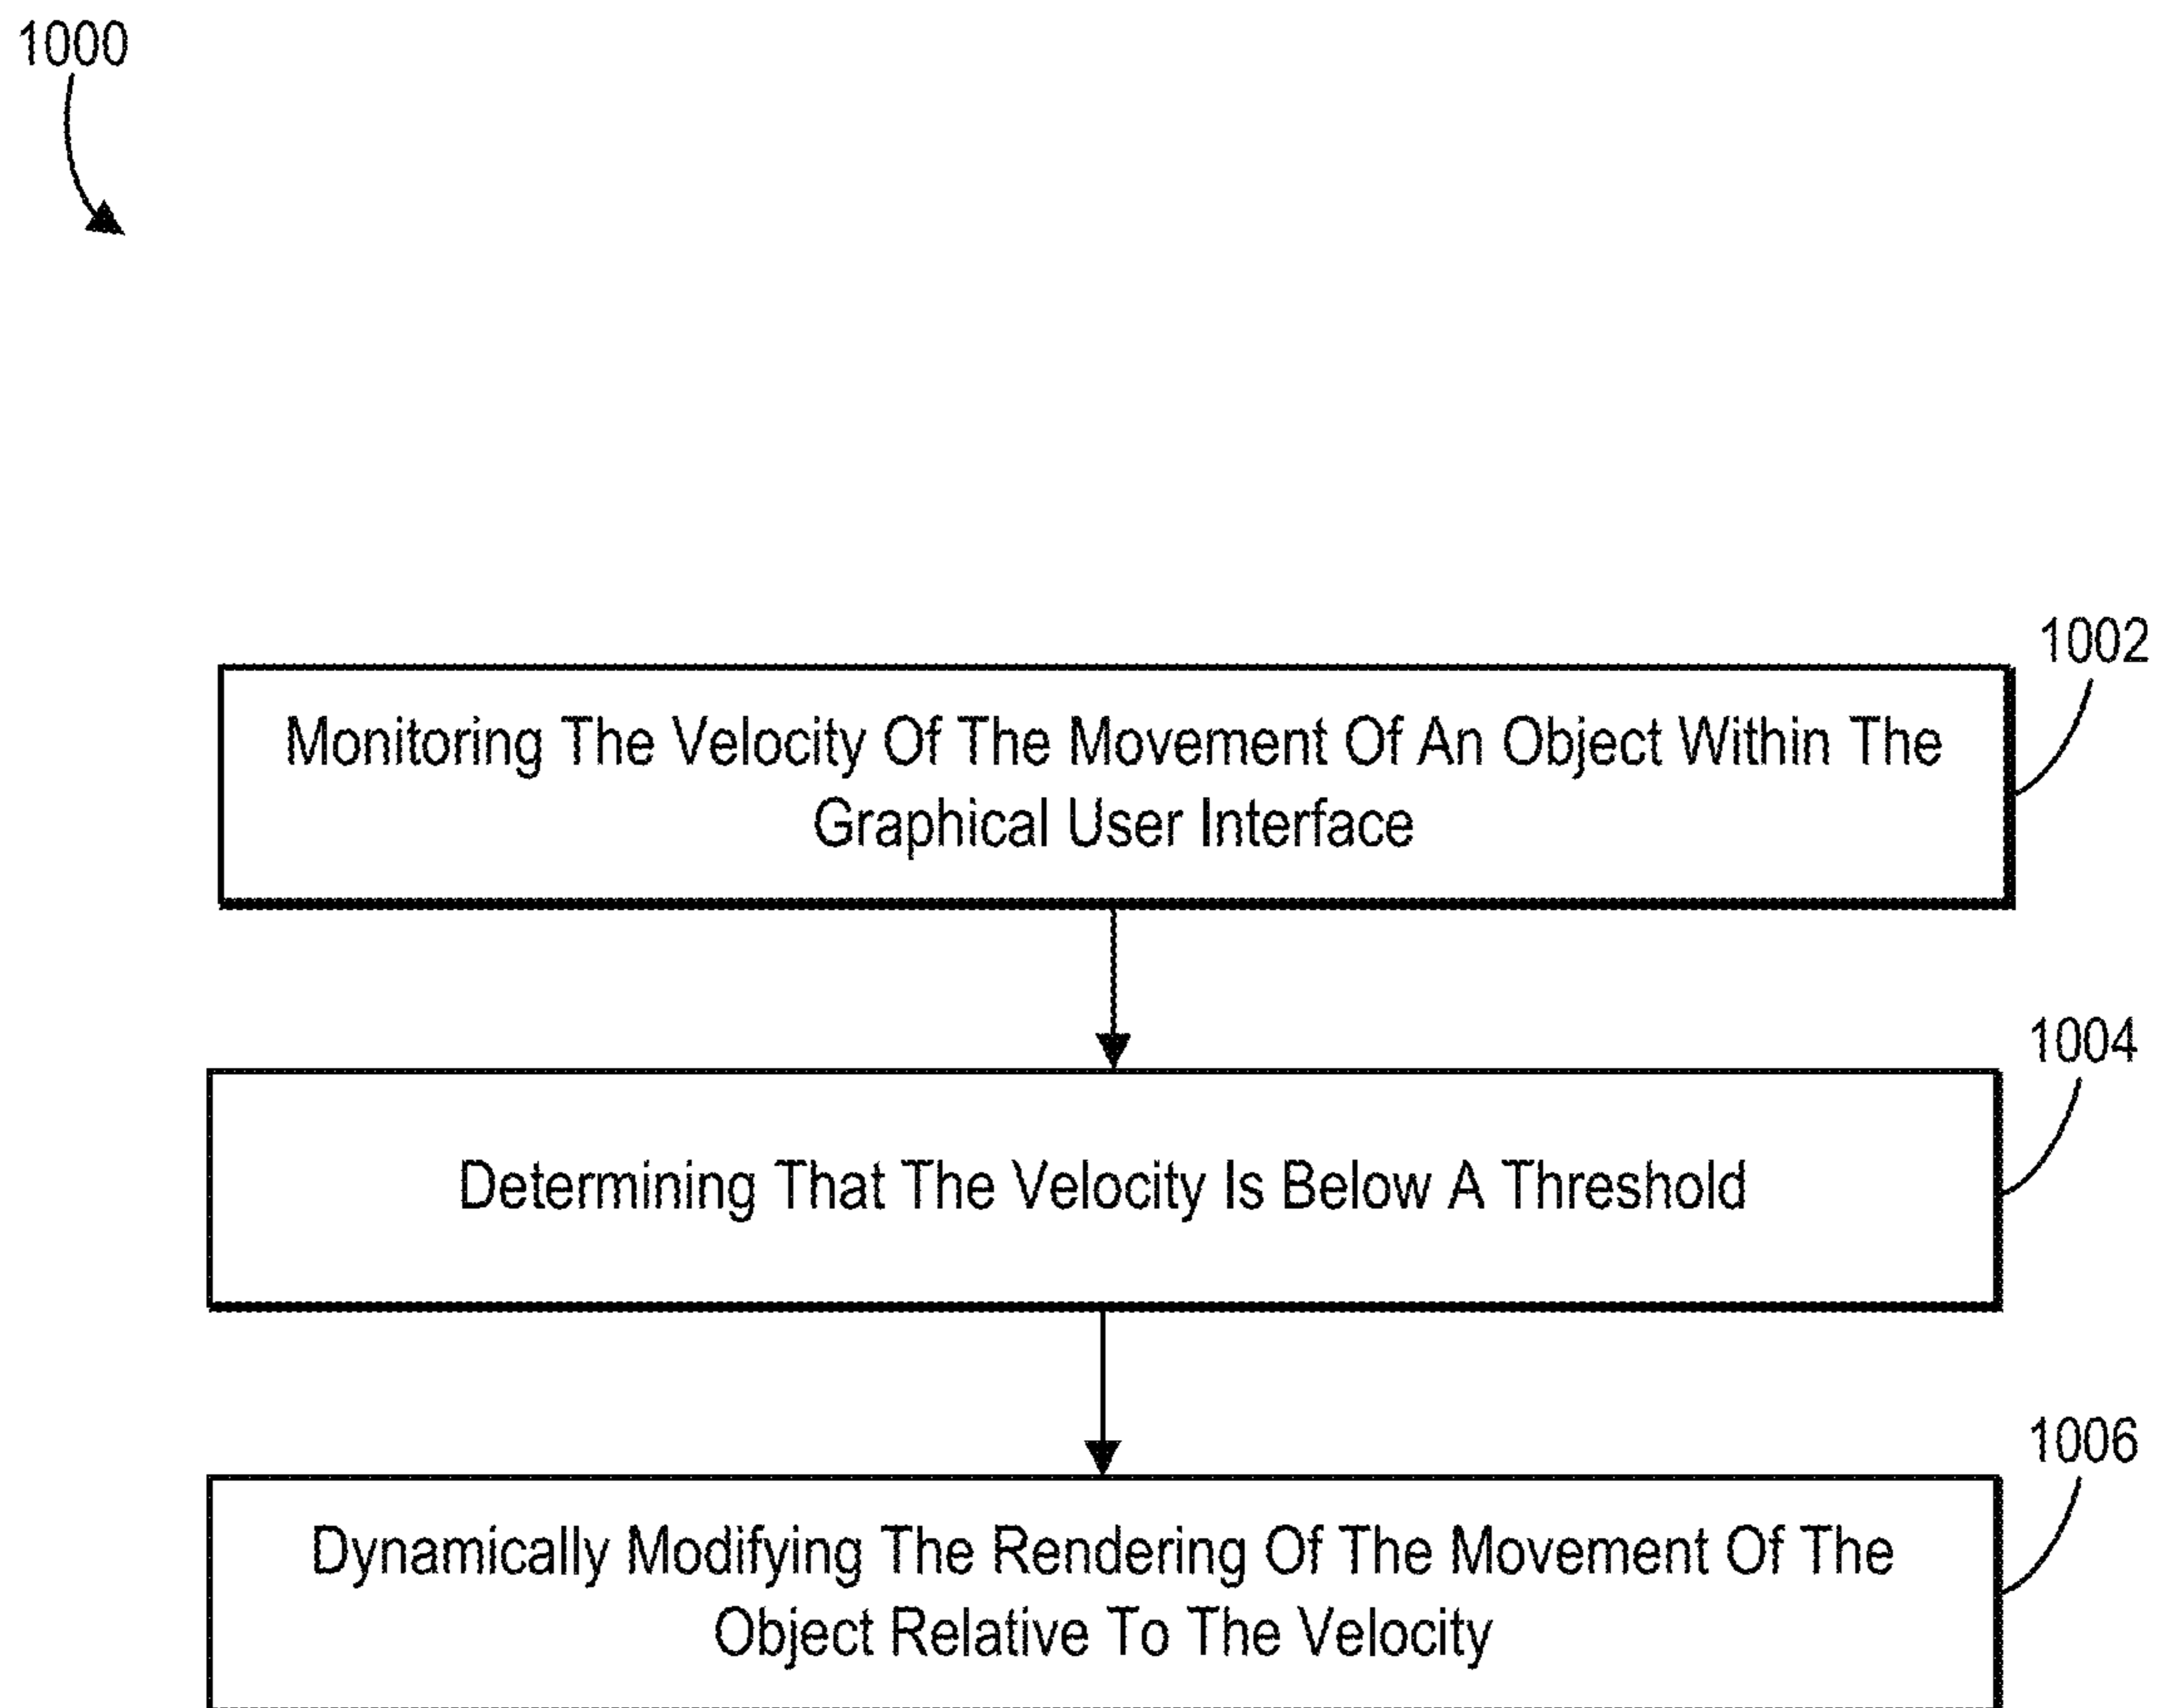 1000
1002
Monitoring The Velocity Of The Movement Of An Object Within The
Graphical User Interface
1004
Determining That The Velocity Is Below A Threshold
1006
Dynamically Modifying The Rendering Of The Movement Of The
Object Relative To The Velocity